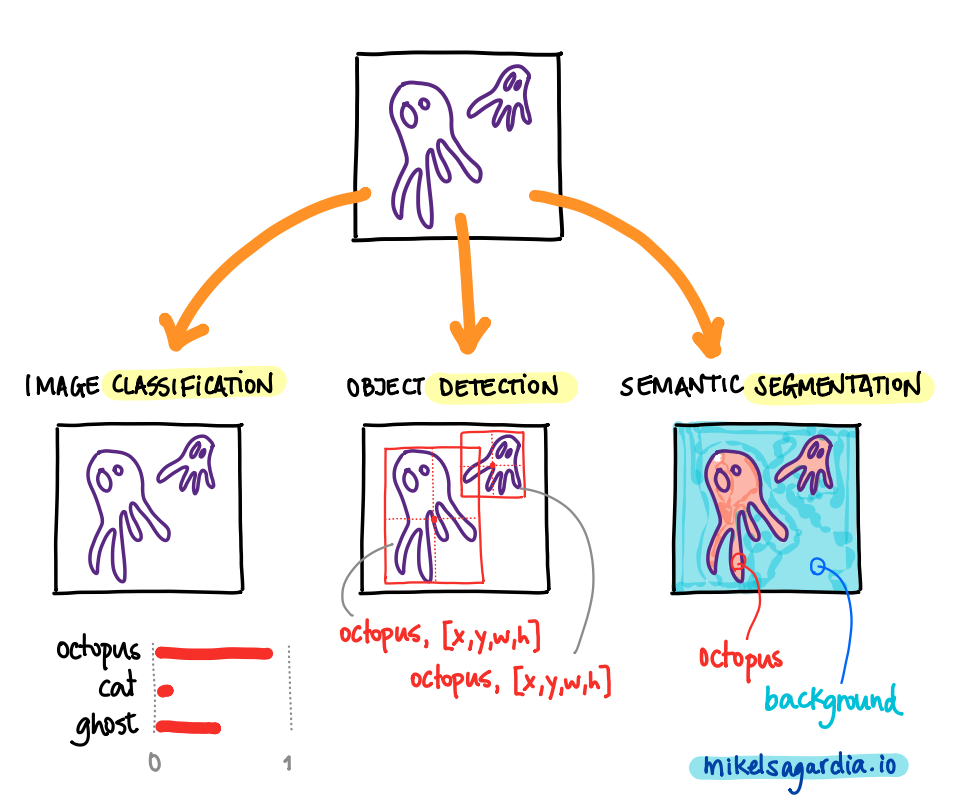 IMAGE CLASSIFICATION
OBJECT DETECTION
SEMANTIC SEGMENTATION
octopus
cat
ghost
0 1
octopus, [x,y,w,h]
octopus, [x,y,w,h]
octopus
background
mikelsagardia.io